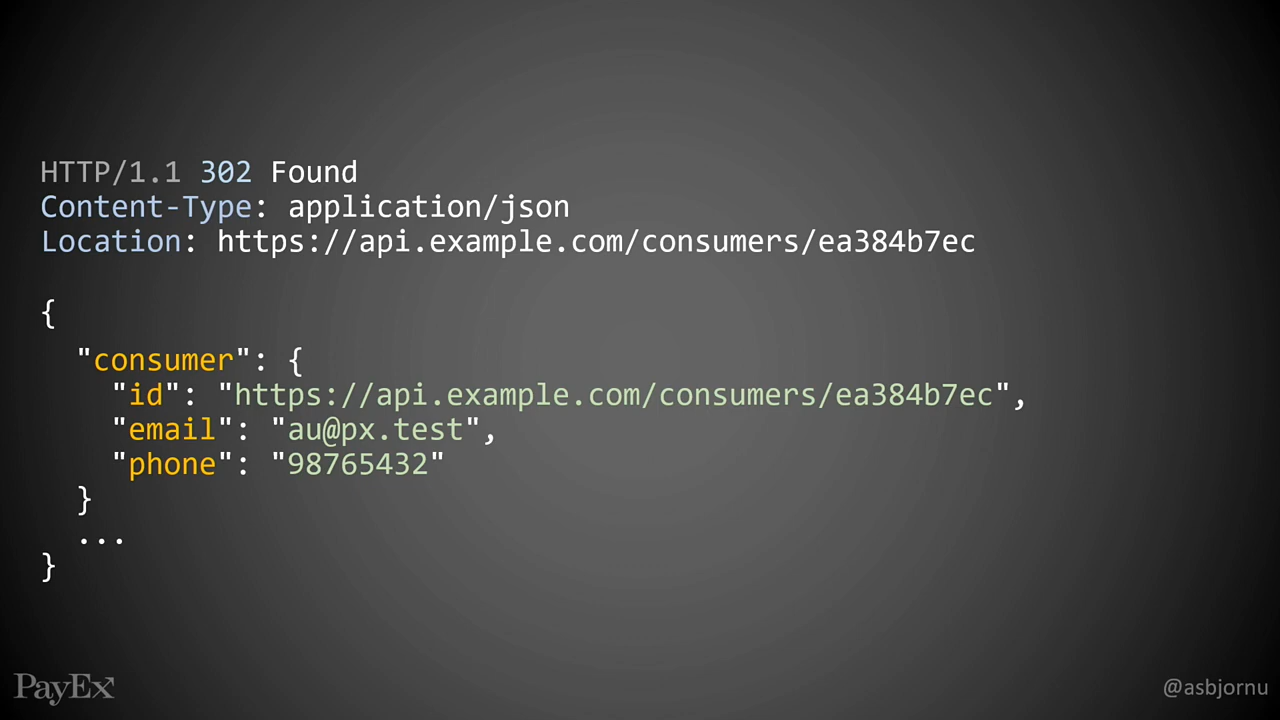 HTTP/1.1 302 Found
Content-Type: application/json
Location: https://api.example.com/consumers/ea384b7ec
{
"consumer": {
"id": "https://api.example.com/consumers/ea384b7ec",
"email": "au@px.test",
"phone": "98765432"
}
...
}
PayEx
@asbjornu